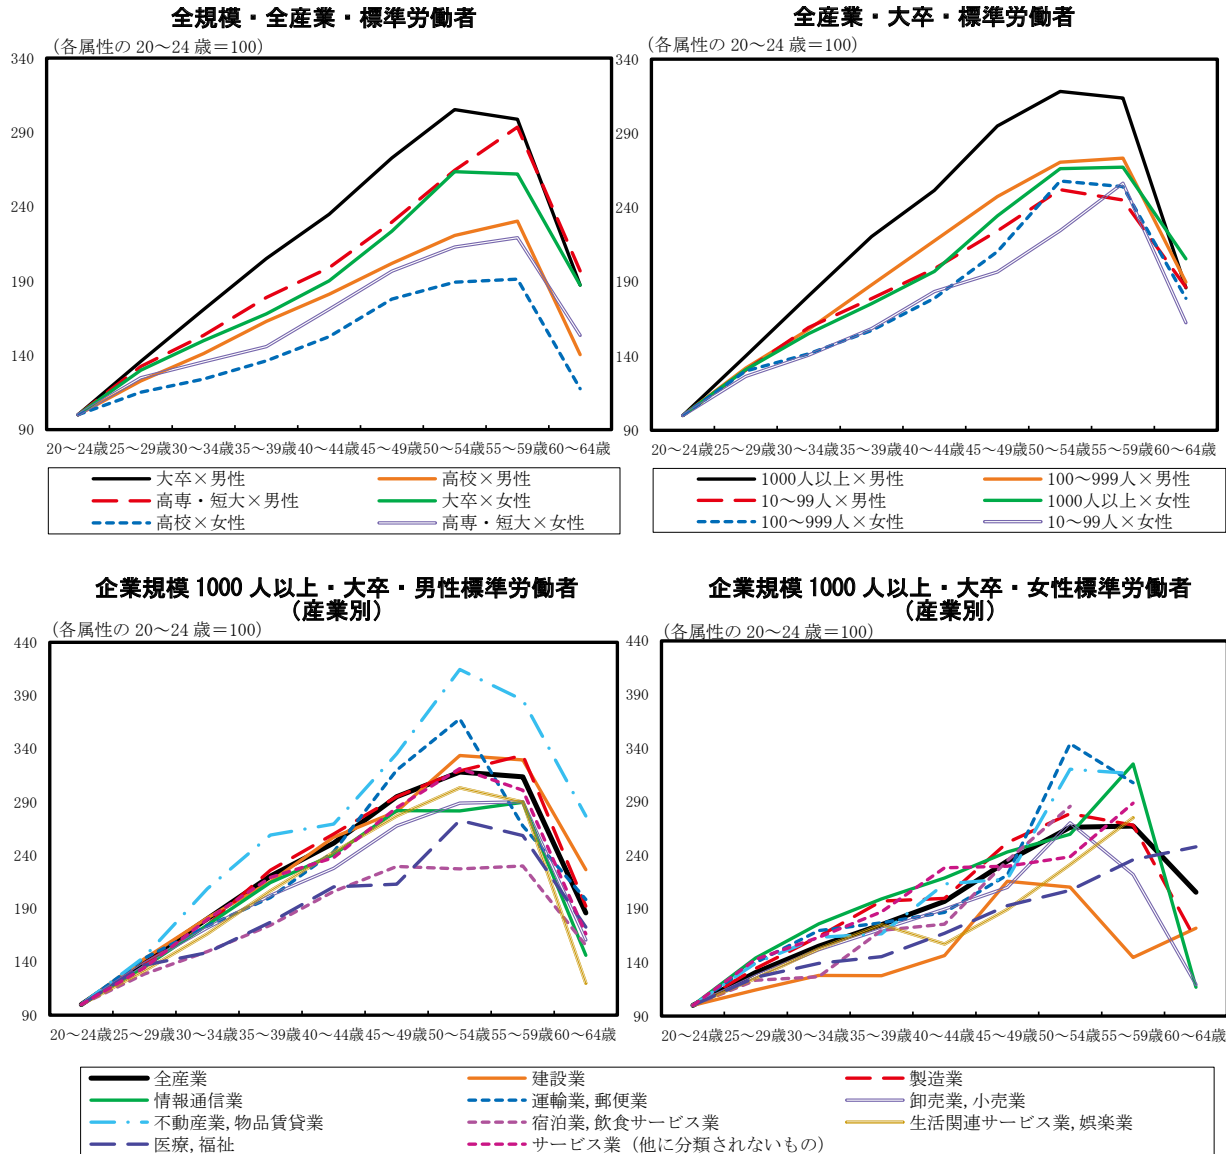 全規模・全産業・標準労働者
(各属性の 20～24 歳＝100)
340
290
240
190
140
90
20～24歳25～29歳30～34歳35～39歳40～44歳45～49歳50～54歳55～59歳60～64歳
大卒×男性 高校×男性
高専・短大×男性 大卒×女性
高校×女性 高専・短大×女性
全産業・大卒・標準労働者
(各属性の 20～24 歳＝100)
340
290
240
190
140
90
20～24歳25～29歳30～34歳35～39歳40～44歳45～49歳50～54歳55～59歳60～64歳
1000人以上×男性 100～999人×男性
10～99人×男性 1000人以上×女性
100～999人×女性 10～99人×女性
企業規模 1000 人以上・大卒・男性標準労働者
（産業別）
(各属性の 20～24 歳＝100)
440
390
340
290
240
190
140
90
20～24歳25～29歳30～34歳35～39歳40～44歳45～49歳50～54歳55～59歳60～64歳
企業規模 1000 人以上・大卒・女性標準労働者
（産業別）
(各属性の 20～24 歳＝100)
440
390
340
290
240
190
140
90
20～24歳25～29歳30～34歳35～39歳40～44歳45～49歳50～54歳55～59歳60～64歳
全産業 建設業 製造業
情報通信業 運輸業,郵便業 卸売業,小売業
不動産業,物品賃貸業 宿泊業,飲食サービス業 生活関連サービス業,娯楽業
医療,福祉 サービス業（他に分類されないもの）